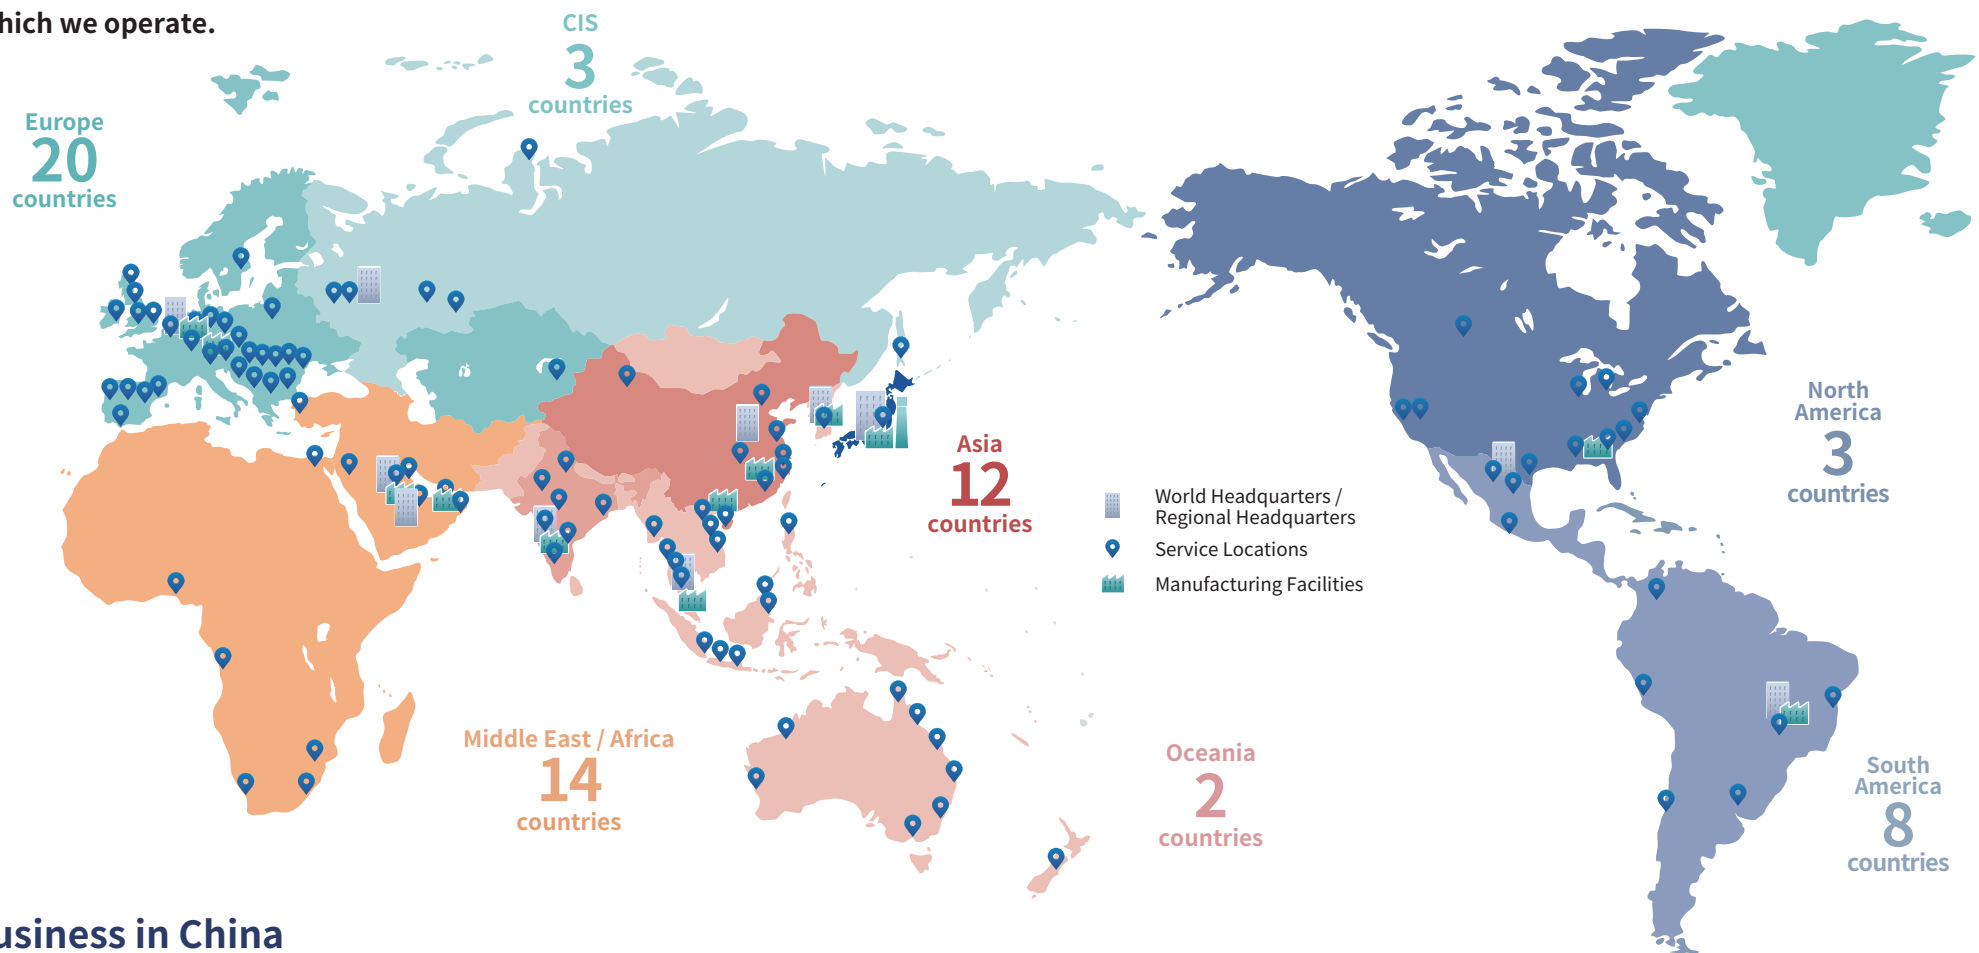 hich we operate.
CIS
3
countries
Europe
20
countries
Asia
12
countries
World Headquarters /
Regional Headquarters
Service Locations
Manufacturing Facilities
North
America
3
countries
Middle East / Africa
14
countries
Oceania
2
countries
South
America
8
countries
usiness in China